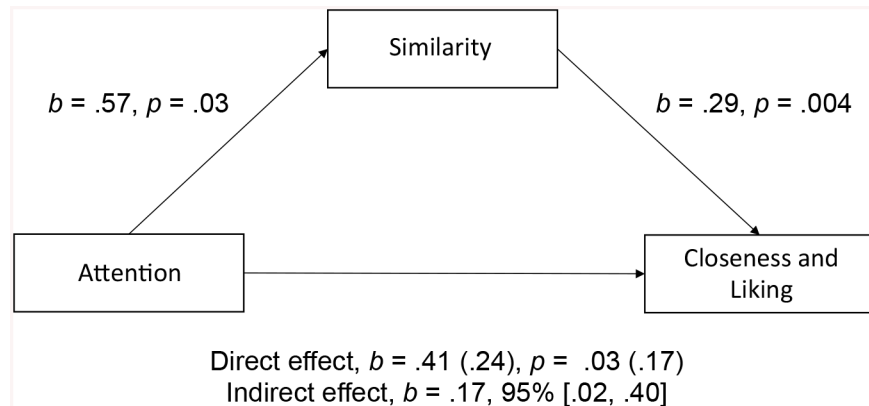 Similarity
b = .57, p = .03
b = .29, p = .004
Attention
Closeness and
Liking
Direct effect, b = .41 (.24), p = .03 (.17)
Indirect effect, b = .17, 95% [.02, .40]